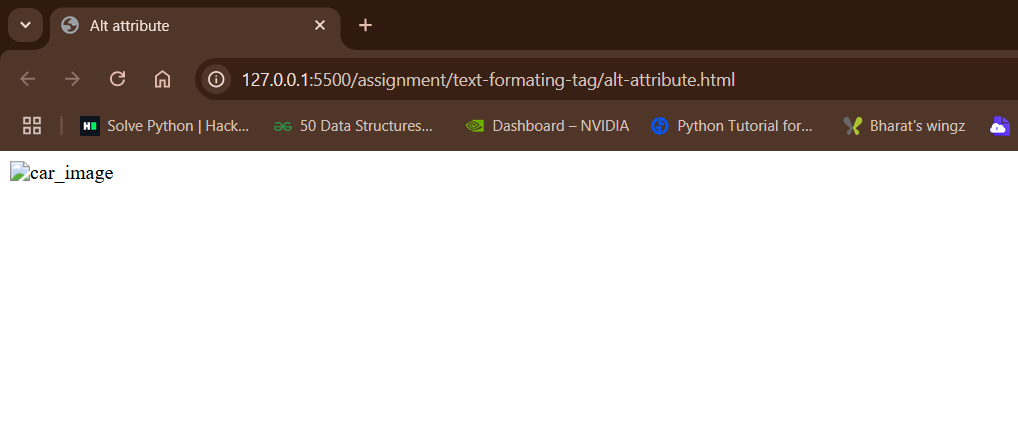 Alt attribute
127.0.0.1:5500/assignment/text-formating-tag/alt-attribute.html
Solve Python | Hack... 50 Data Structures... Dashboard – NVIDIA Python Tutorial for... Bharat's wingz
car_image